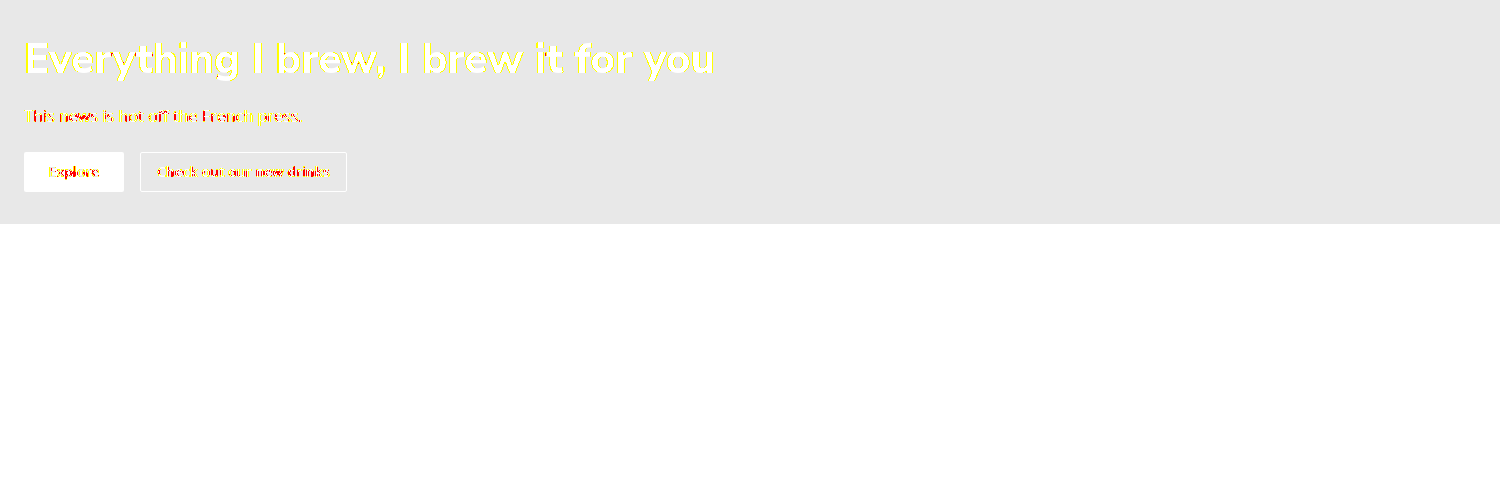 Everything I brew, I brew it for you
This news is hot off the French press.
Explore
Check out our new drinks